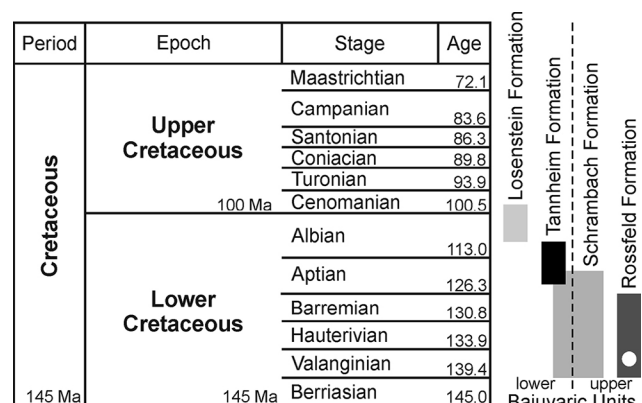 Period Epoch Stage Age
Maastrichtian 72.1
Campanian 83.6
Santonian 86.3
Coniacian 89.8
Turonian 93.9
Cenomanian 100.5
Albian 113.0
Aptian 126.3
Barremian 130.8
Hauterivian 133.9
Valanginian 139.4
Berriasian 145.0
Upper
Cretaceous
100 Ma
Lower
Cretaceous
145 Ma
Cretaceous
145 Ma
Losenstein Formation
Tannheim Formation
Schrambach Formation
Rossfeld Formation
lower upper
Bajuvaric Units